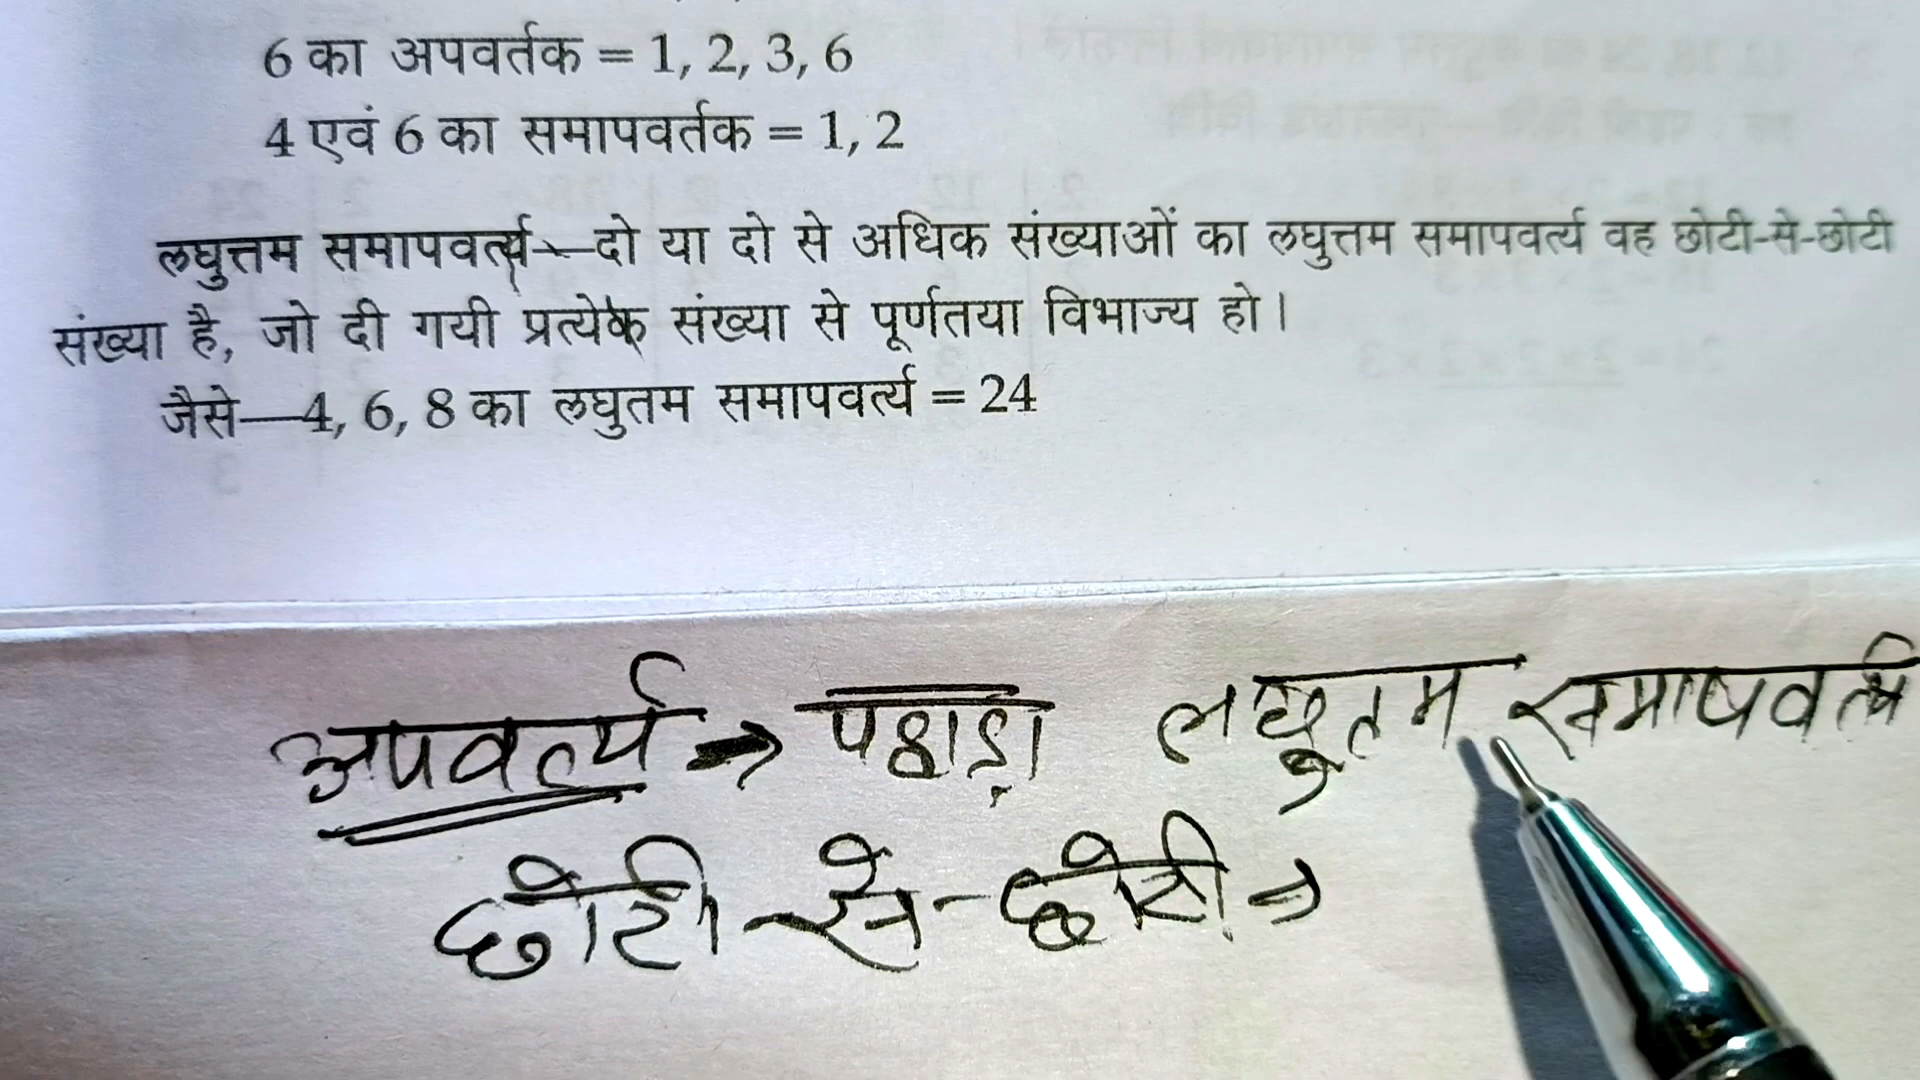 6 का अपवर्तक = 1, 2, 3, 6
4 एवं 6 का समापवर्तक = 1, 2
लघुत्तम समापवर्त्य—दो या दो से अधिक संख्याओं का लघुत्तम समापवर्त्य वह छोटी-से-छोटी
संख्या है, जो दी गयी प्रत्येक संख्या से पूर्णतया विभाज्य हो।
जैसे—4, 6, 8 का लघुतम समापवर्त्य = 24
अपवर्त्य → पहाड़ा लघुतम समापवर्त्य
छोटी-से-छोटी →